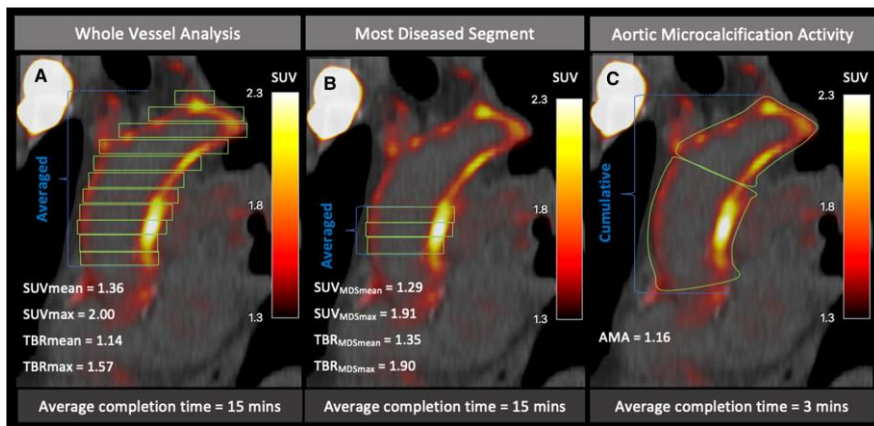 Whole Vessel Analysis
A
SUV
2.3
Averaged
1.8
SUVmean = 1.36
SUVmax = 2.00
TBRmean = 1.14
TBRmax = 1.57
1.3
Average completion time = 15 mins
Most Diseased Segment
B
SUV
2.3
Averaged
1.8
SUVMDSmean = 1.29
SUVMDSmax = 1.91
TBRMDSmean = 1.35
TBRMDSmax = 1.90
1.3
Average completion time = 15 mins
Aortic Microcalcification Activity
C
SUV
2.3
Cumulative
1.8
AMA = 1.16
1.3
Average completion time = 3 mins